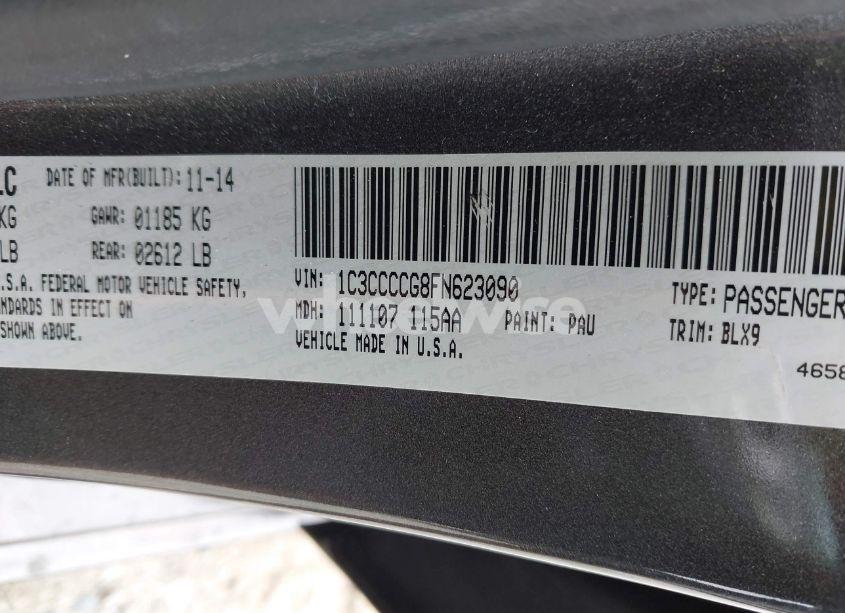 LC DATE OF MFR(BUILT): 11-14
KG GAWR: 01185 KG
LB REAR: 02612 LB
.S.A. FEDERAL MOTOR VEHICLE SAFETY,
TANDARDS IN EFFECT ON
SHOWN ABOVE.
VIN: 1C3CCCCG8FN623090
MDH: 111107 115AA PAINT: PAU
VEHICLE MADE IN U.S.A.
TYPE: PASSENGER
TRIM: BLX9
4658
wheelwire